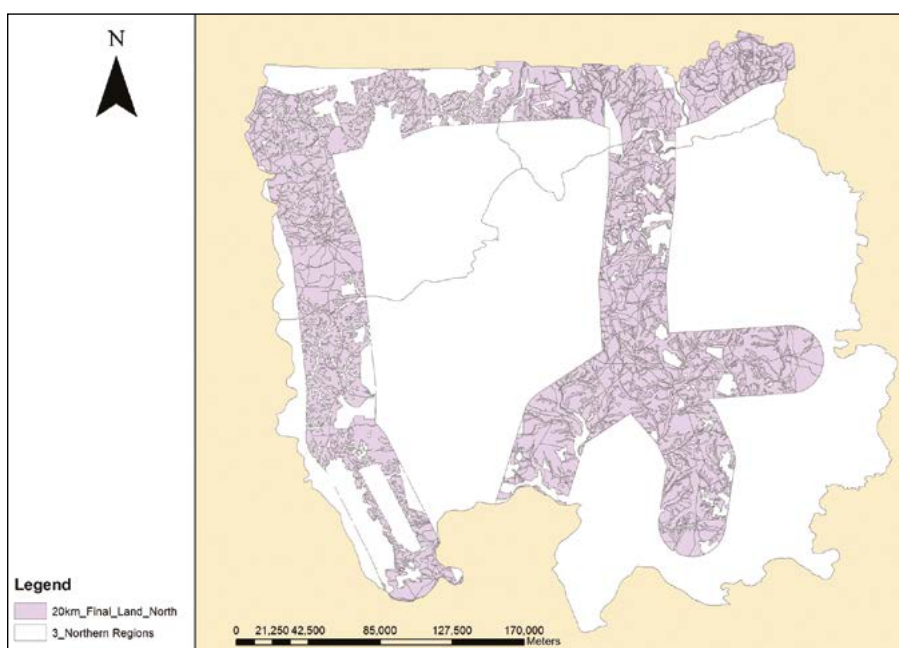 N
Legend
20km_Final_Land_North
3_Northern Regions
0 21,250 42,500 85,000 127,500 170,000
Meters